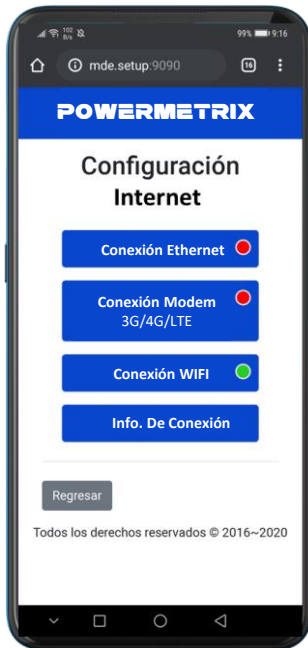 102
B/s
99% 9:16
mde.setup:9090
16
POWERMETRIX
Configuración
Internet
Conexión Ethernet
Conexión Modem
3G/4G/LTE
Conexión WIFI
Info. De Conexión
Regresar
Todos los derechos reservados © 2016~2020